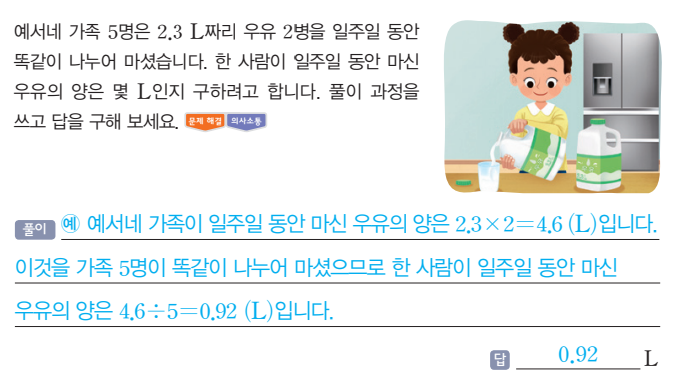 예서네 가족 5명은 2.3 L짜리 우유 2병을 일주일 동안
똑같이 나누어 마셨습니다. 한 사람이 일주일 동안 마신
우유의 양은 몇 L인지 구하려고 합니다. 풀이 과정을
쓰고 답을 구해 보세요. 문제 해결 의사소통
풀이 예 예서네 가족이 일주일 동안 마신 우유의 양은 2.3×2=4.6 (L)입니다.
이것을 가족 5명이 똑같이 나누어 마셨으므로 한 사람이 일주일 동안 마신
우유의 양은 4.6÷5=0.92 (L)입니다.
답 0.92 L